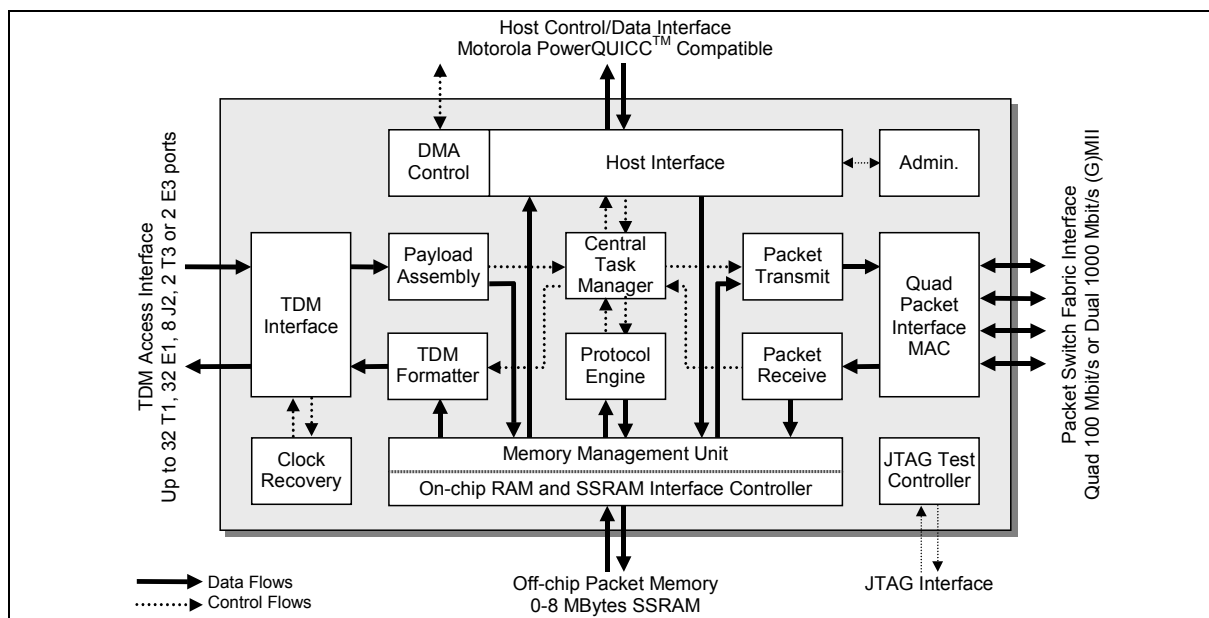 Host Control/Data Interface
Motorola PowerQUICC™ Compatible
TDM Access Interface
Up to 32 T1, 32 E1, 8 J2, 2 T3 or 2 E3 ports
DMA
Control
Host Interface
Admin.
TDM
Interface
Payload
Assembly
Central
Task
Manager
Packet
Transmit
Quad
Packet
Interface
MAC
TDM
Formatter
Protocol
Engine
Packet
Receive
Clock
Recovery
Memory Management Unit
On-chip RAM and SSRAM Interface Controller
JTAG Test
Controller
Packet Switch Fabric Interface
Quad 100 Mbit/s or Dual 1000 Mbit/s (G)MII
Data Flows
Control Flows
Off-chip Packet Memory
0-8 MBytes SSRAM
JTAG Interface